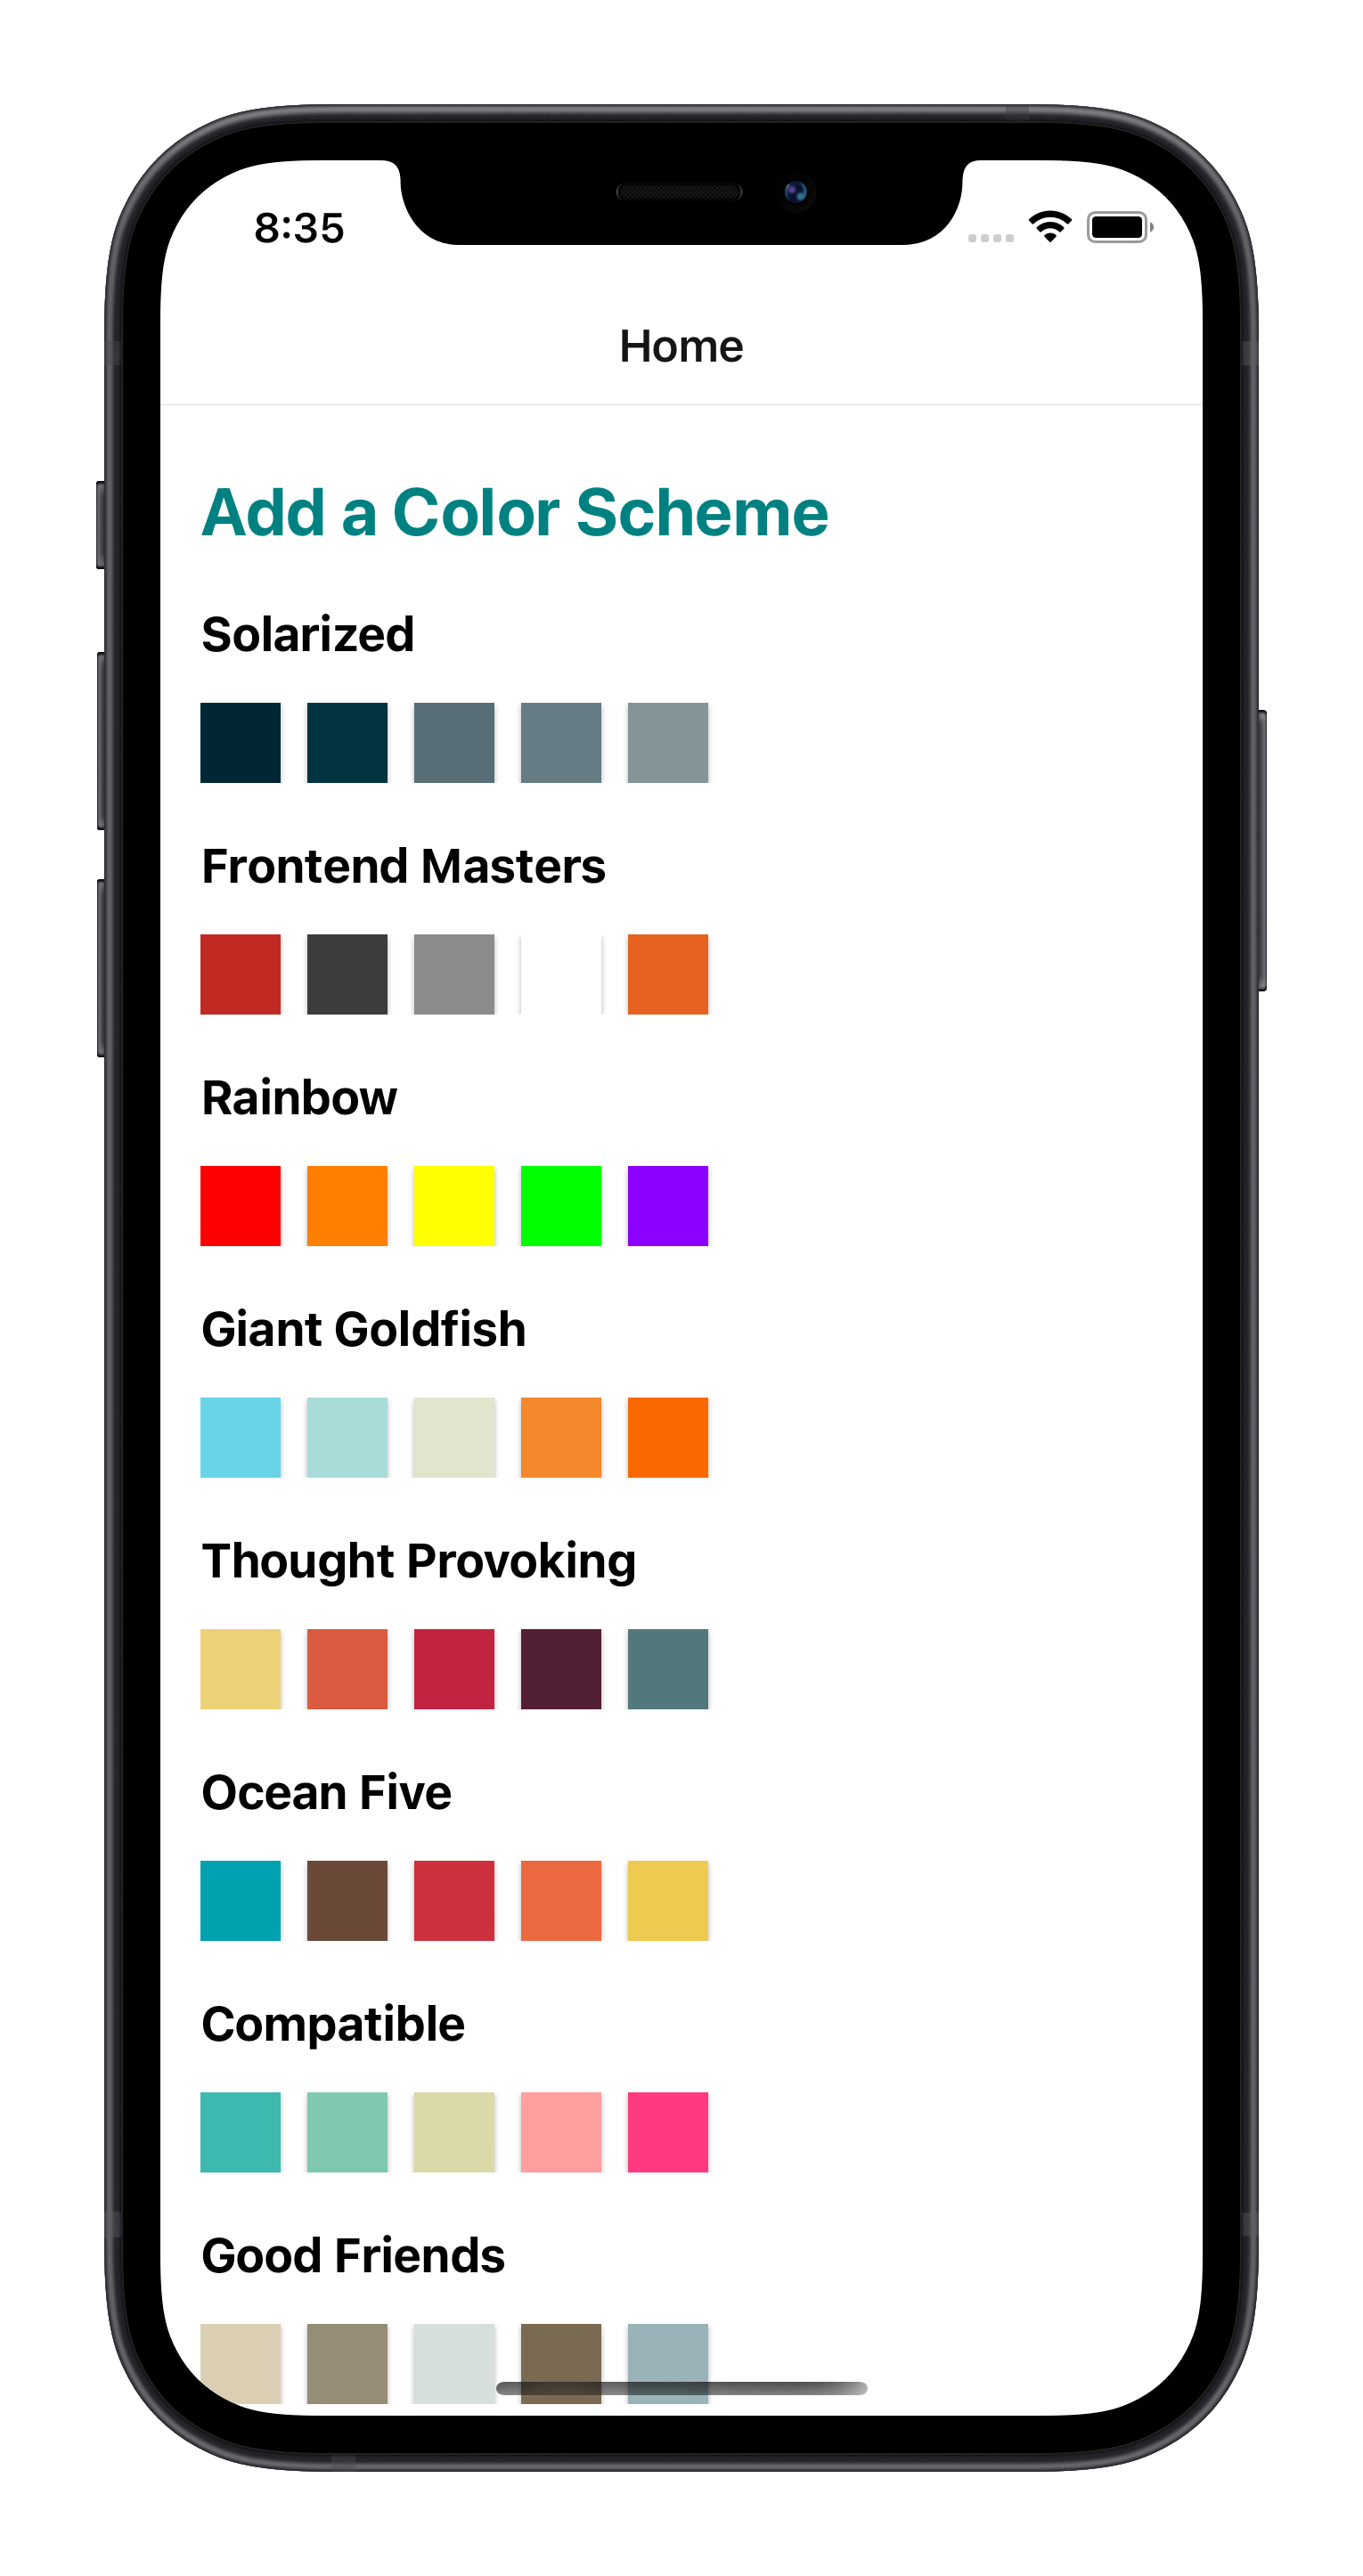 8:35
Home
Add a Color Scheme
Solarized
Frontend Masters
Rainbow
Giant Goldfish
Thought Provoking
Ocean Five
Compatible
Good Friends